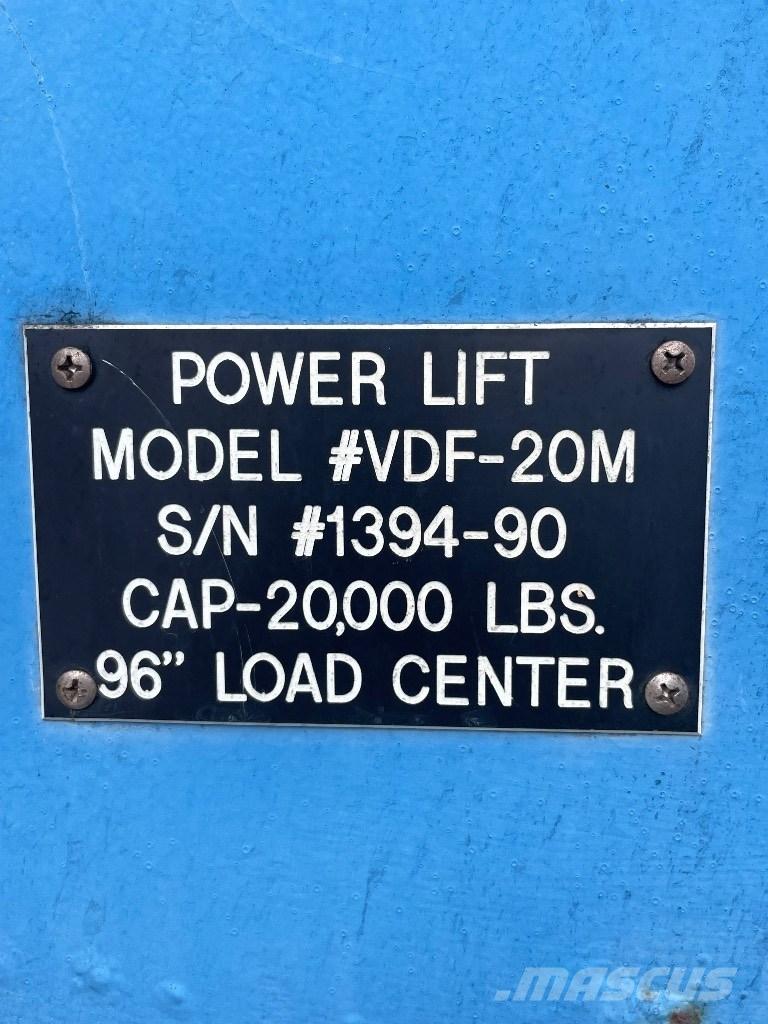 POWER LIFT
MODEL #VDF-20M
S/N #1394-90
CAP-20,000 LBS.
96" LOAD CENTER
MASCUS